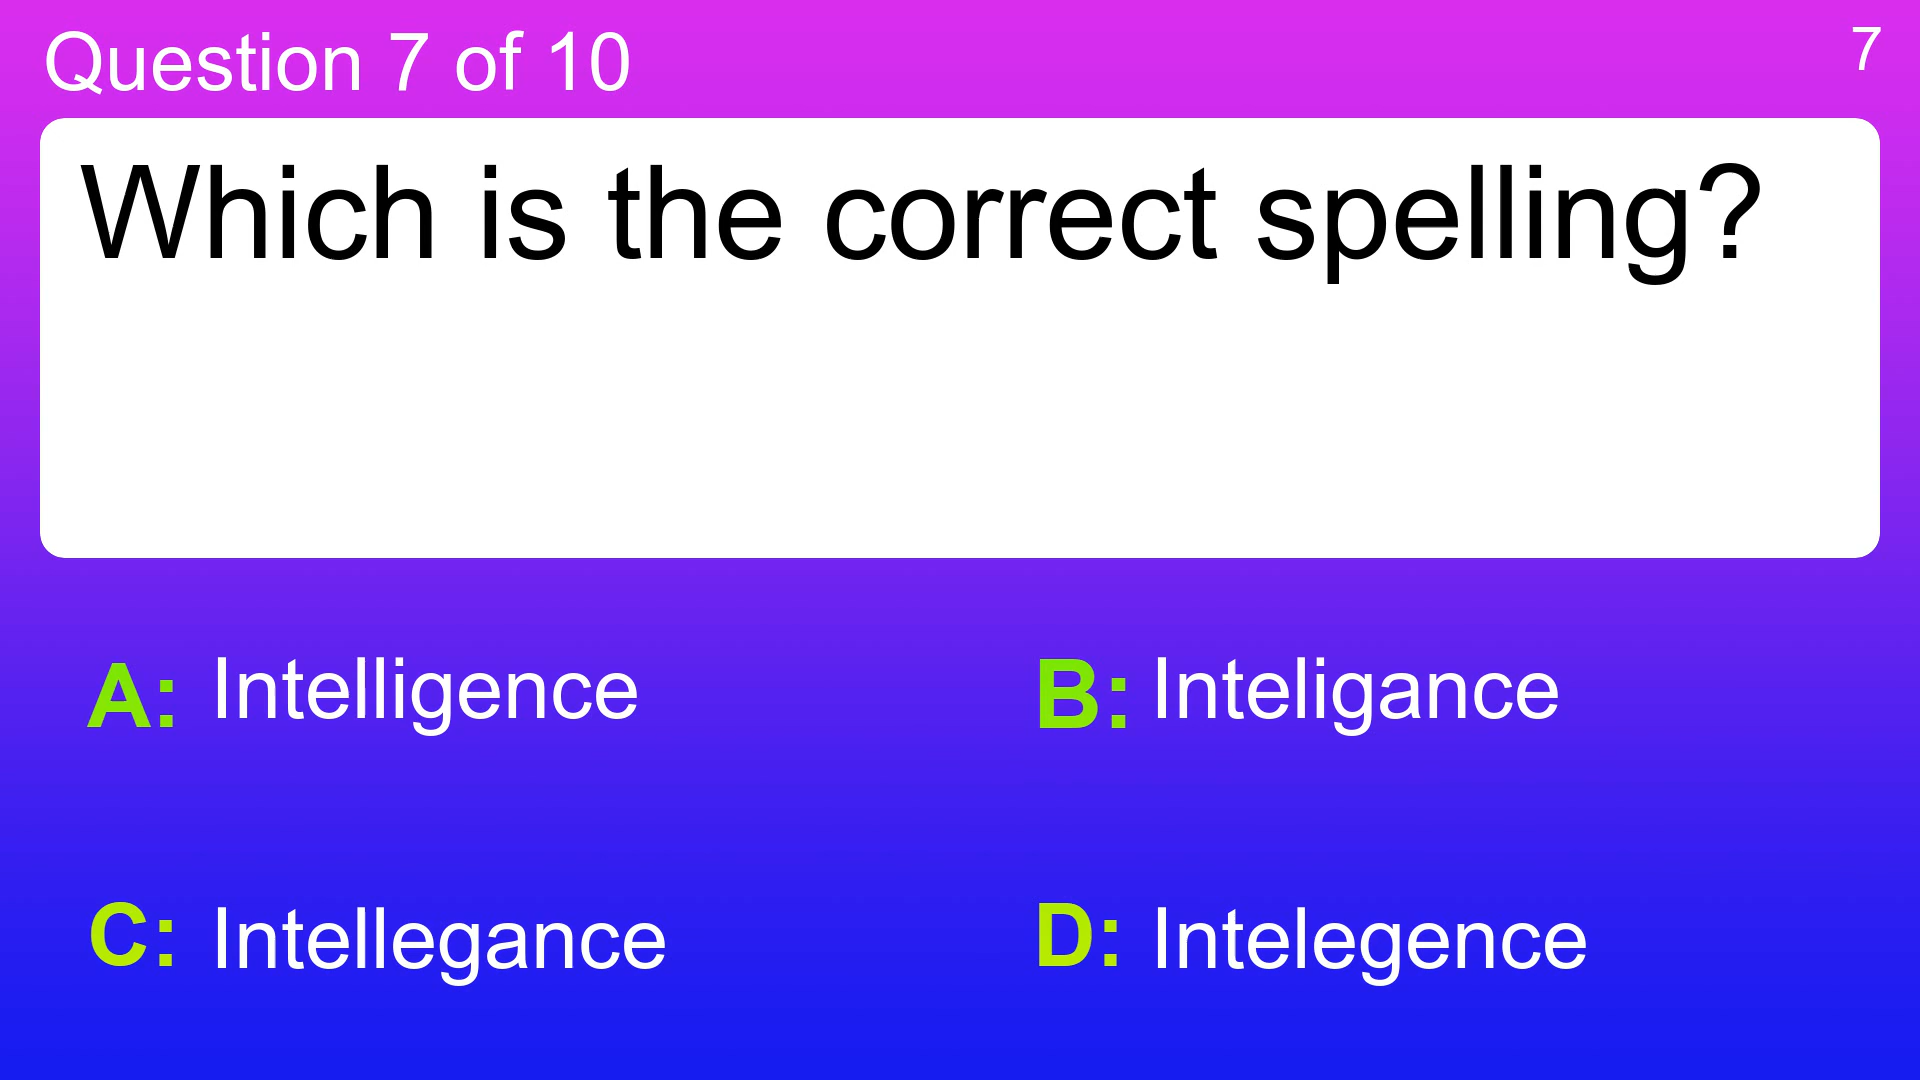 Question 7 of 10
7
Which is the correct spelling?
A: Intelligence
B: Inteligance
C: Intellegance
D: Intelegence